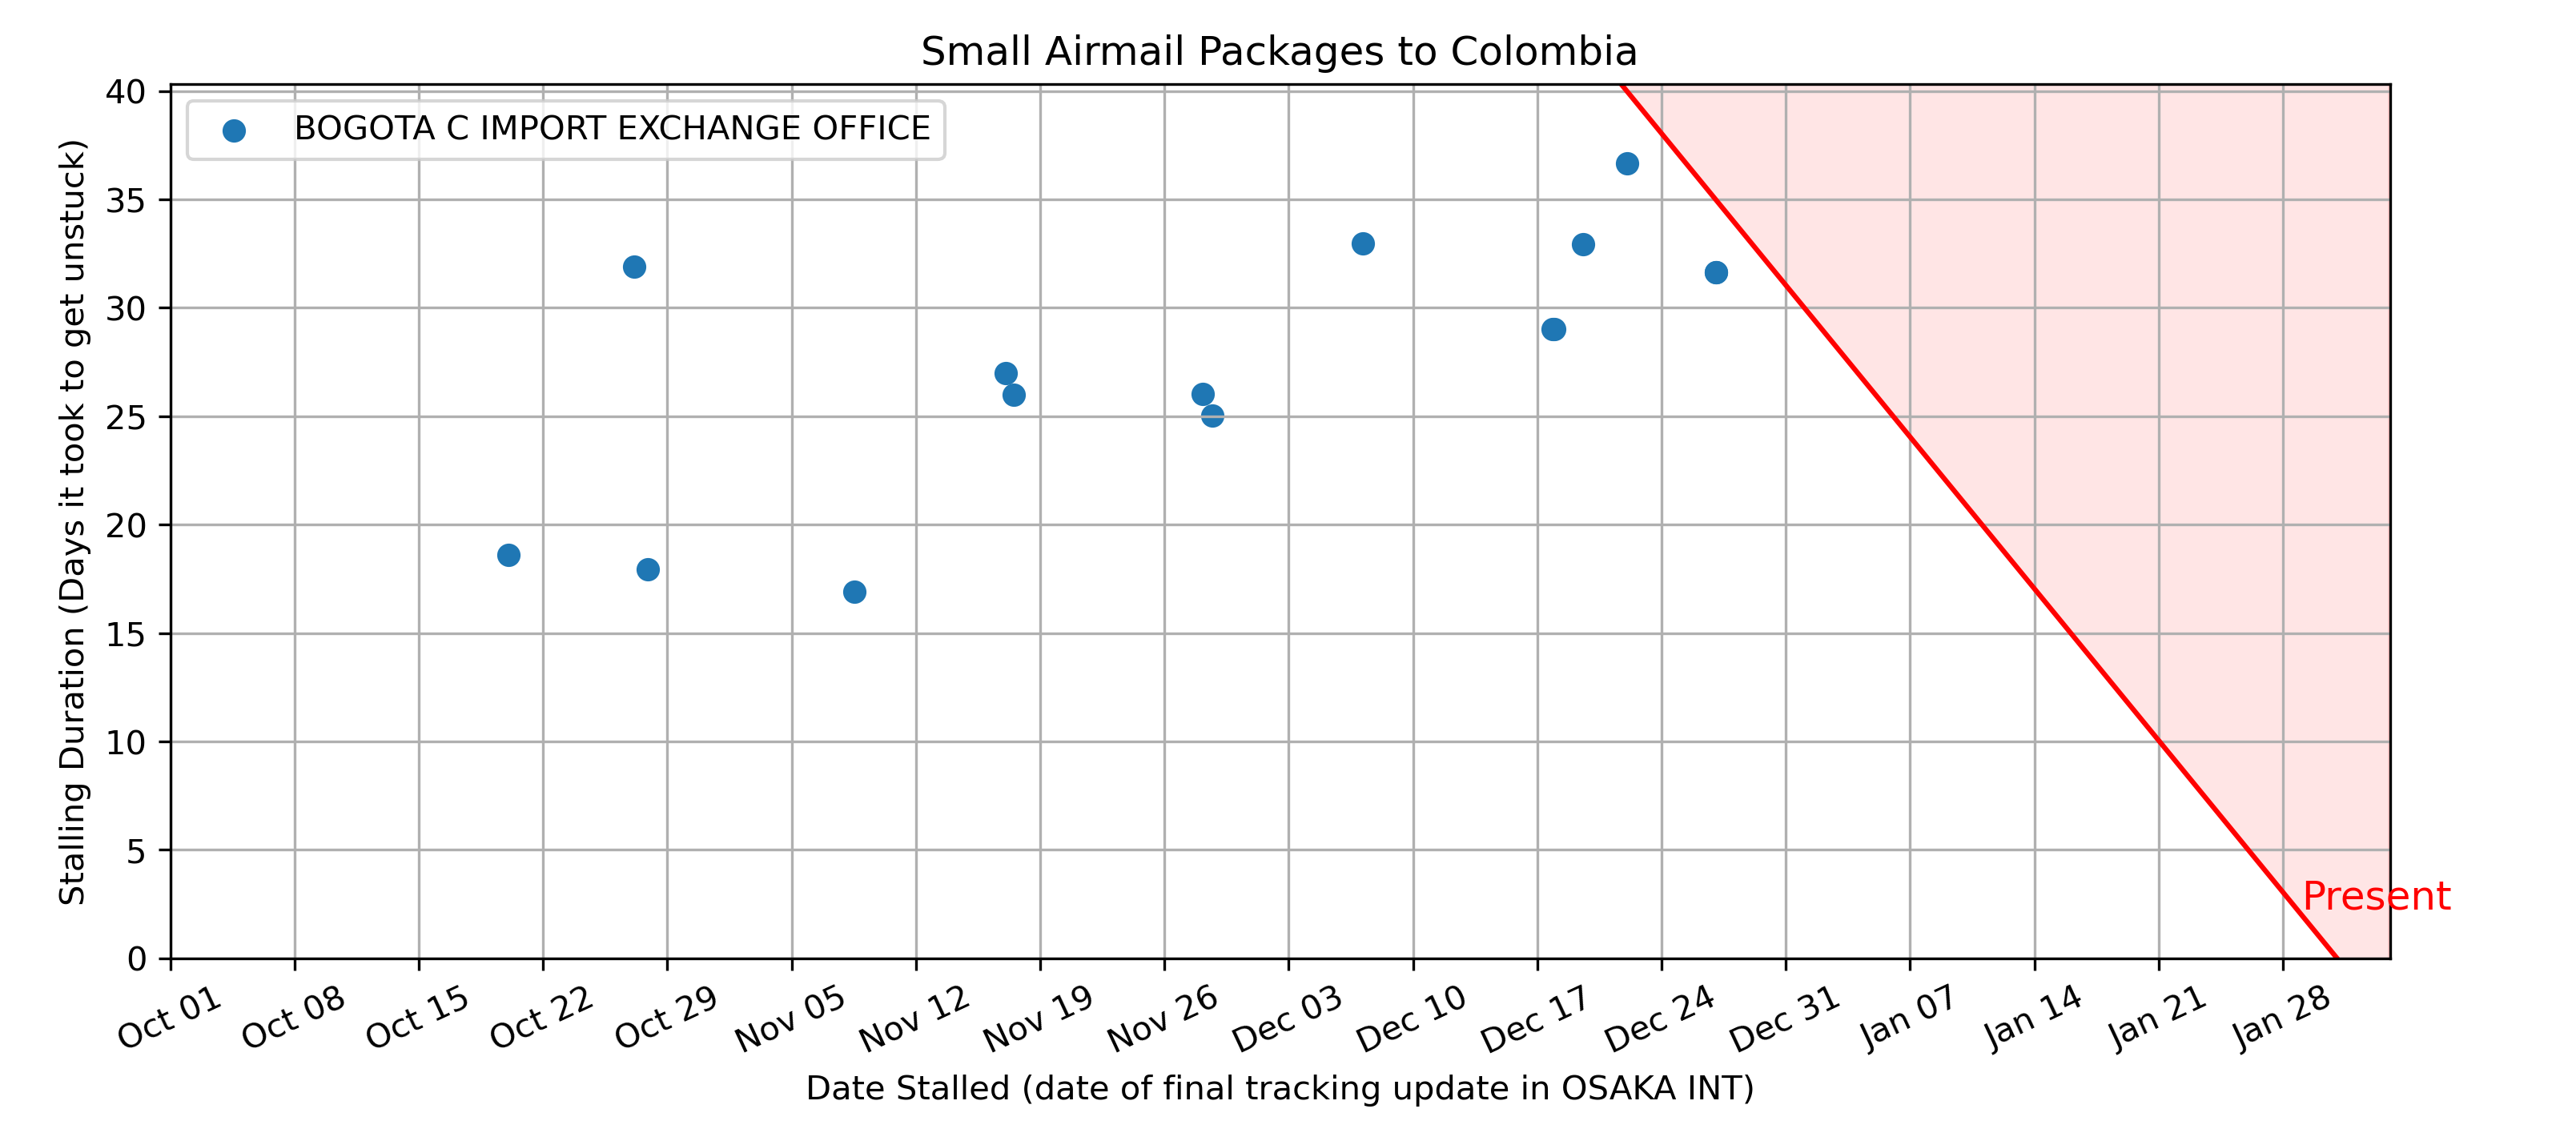 Small Airmail Packages to Colombia
BOGOTA C IMPORT EXCHANGE OFFICE
Stalling Duration (Days it took to get unstuck)
40
35
30
25
20
15
10
5
0
Present
Oct 01
Oct 08
Oct 15
Oct 22
Oct 29
Nov 05
Nov 12
Nov 19
Nov 26
Dec 03
Dec 10
Dec 17
Dec 24
Dec 31
Jan 07
Jan 14
Jan 21
Jan 28
Date Stalled (date of final tracking update in OSAKA INT)